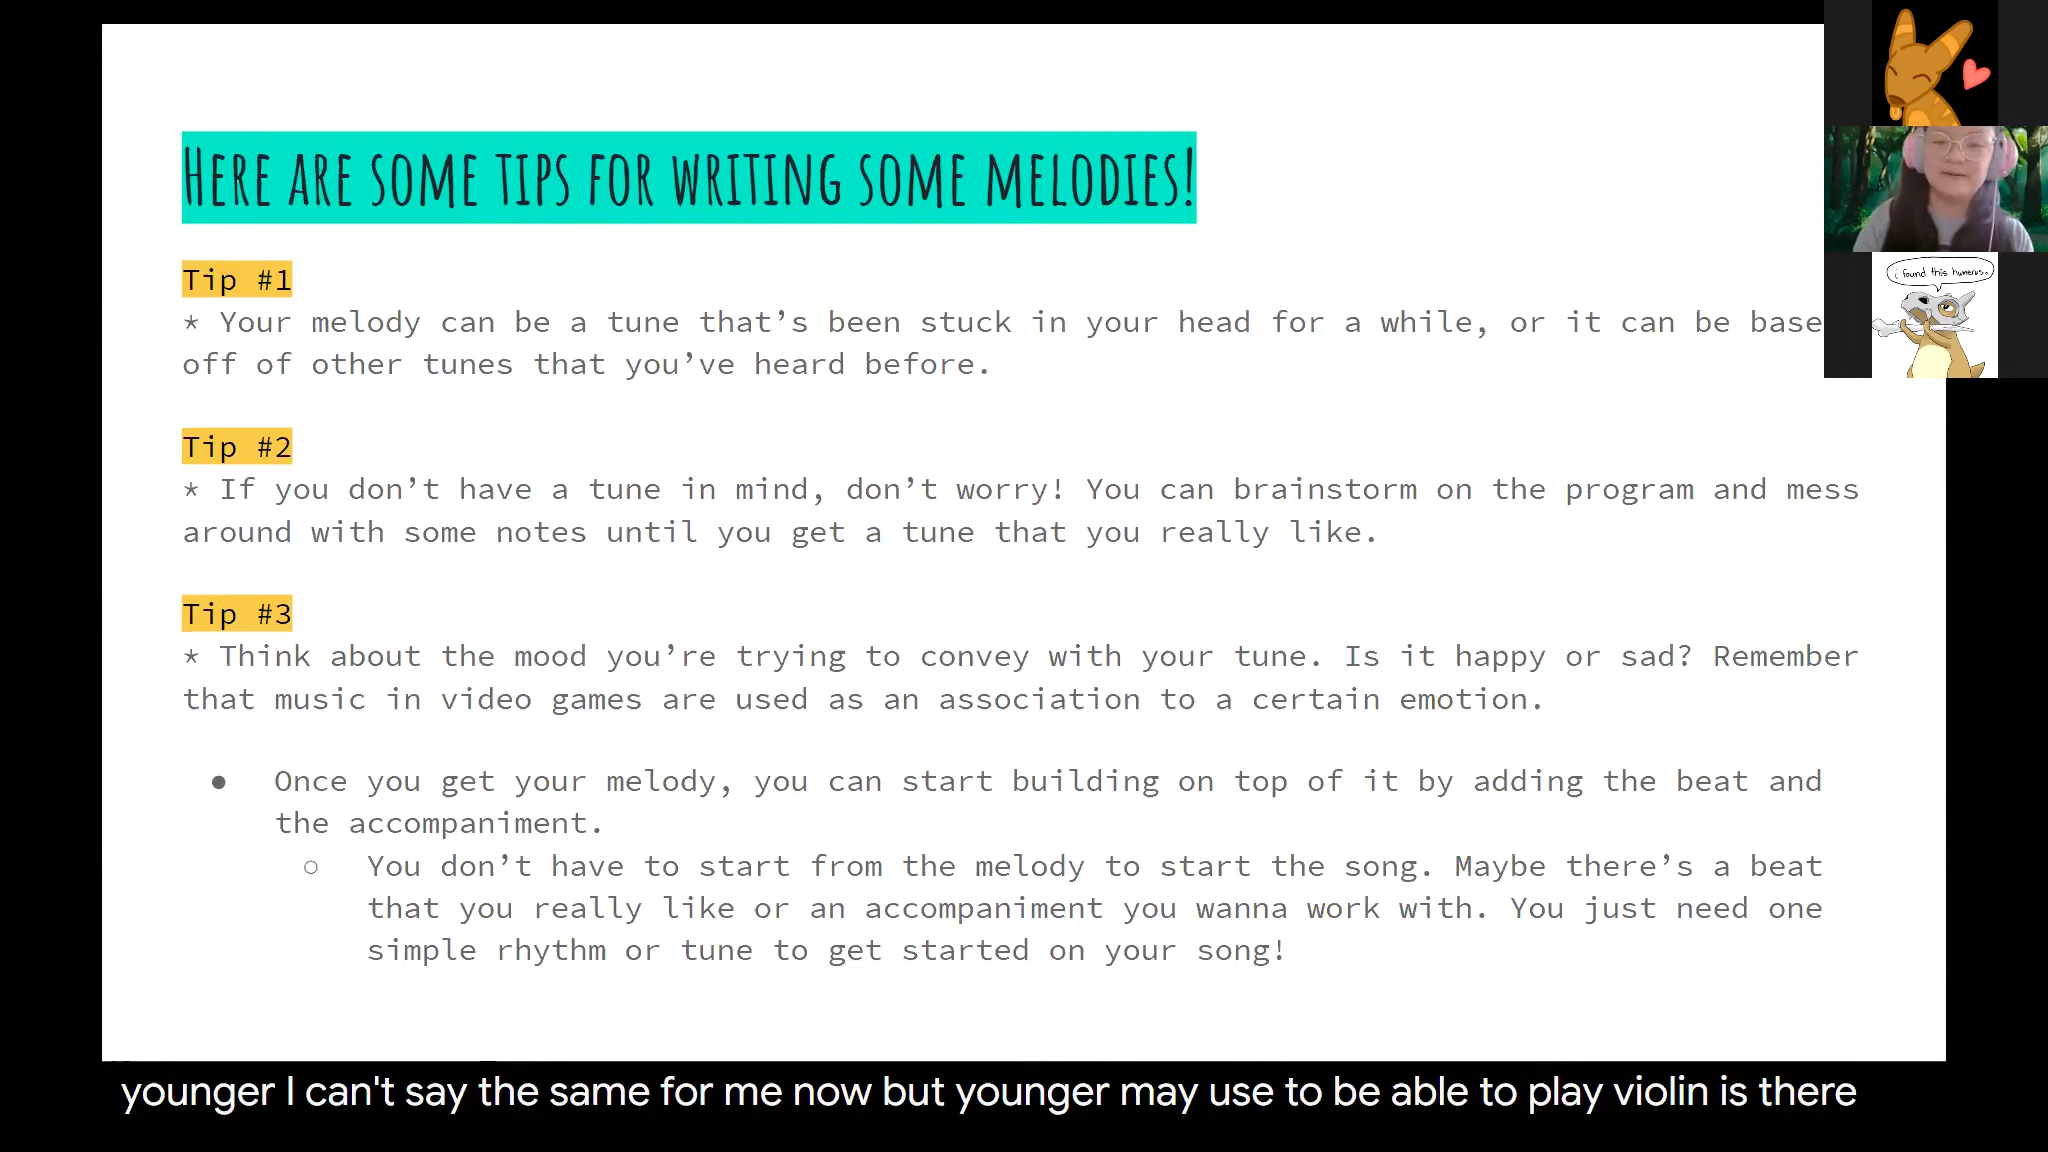 HERE ARE SOME TIPS FOR WRITING SOME MELODIES!
Tip #1
* Your melody can be a tune that’s been stuck in your head for a while, or it can be base
off of other tunes that you’ve heard before.
Tip #2
* If you don’t have a tune in mind, don’t worry! You can brainstorm on the program and mess
around with some notes until you get a tune that you really like.
Tip #3
* Think about the mood you’re trying to convey with your tune. Is it happy or sad? Remember
that music in video games are used as an association to a certain emotion.
● Once you get your melody, you can start building on top of it by adding the beat and
the accompaniment.
○ You don’t have to start from the melody to start the song. Maybe there’s a beat
that you really like or an accompaniment you wanna work with. You just need one
simple rhythm or tune to get started on your song!
i found this humerus.
younger I can't say the same for me now but younger may use to be able to play violin is there